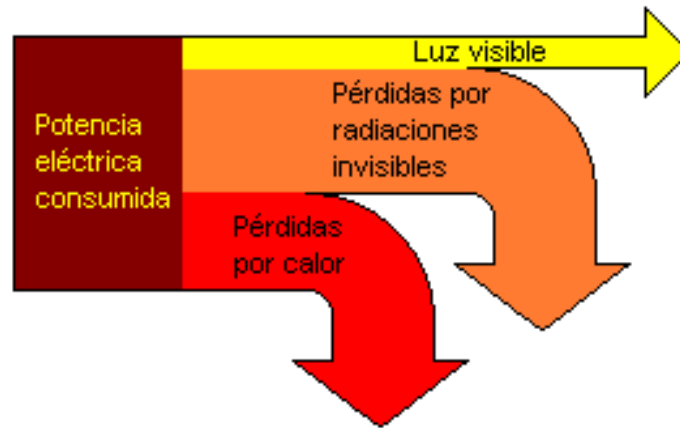 Luz visible
Pérdidas por
radiaciones
invisibles
Potencia
eléctrica
consumida
Pérdidas
por calor